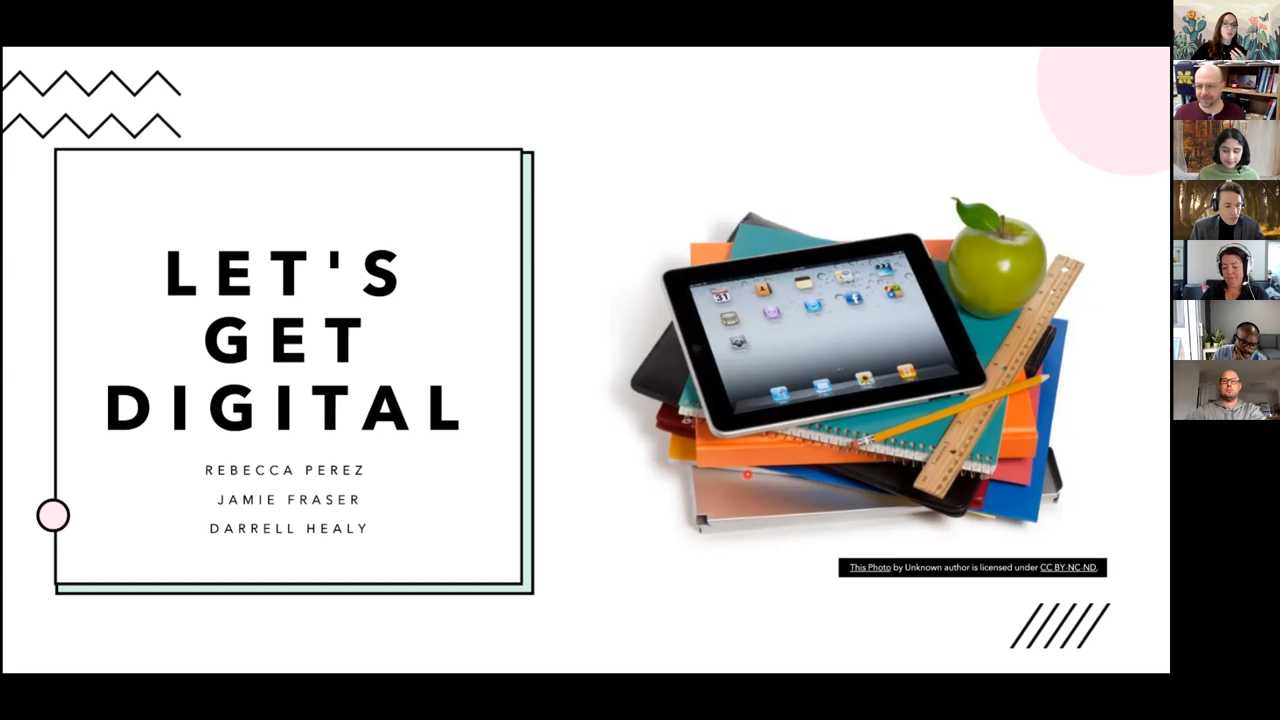 LET'S
GET
DIGITAL
REBECCA PEREZ
JAMIE FRASER
DARRELL HEALY
31
This Photo by Unknown author is licensed under CC BY-NC-ND.
M